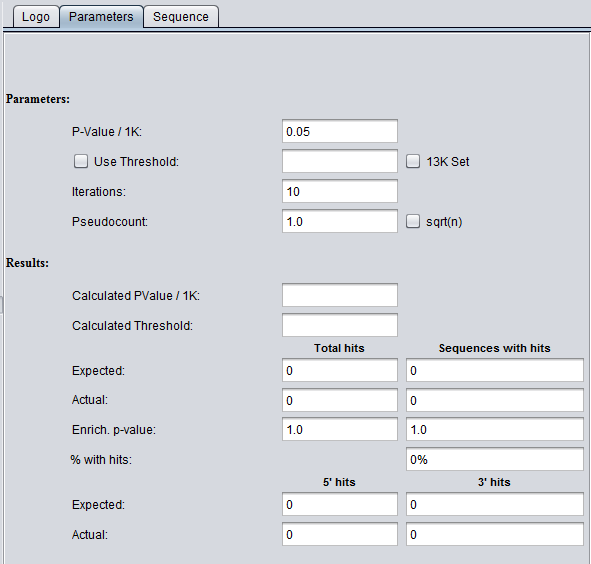 Logo Parameters Sequence
Parameters:
P-Value / 1K: 0.05
Use Threshold: 13K Set
Iterations: 10
Pseudocount: 1.0 sqrt(n)
Results:
Calculated PValue / 1K:
Calculated Threshold:
Total hits Sequences with hits
Expected: 0 0
Actual: 0 0
Enrich. p-value: 1.0 1.0
% with hits: 0%
5' hits 3' hits
Expected: 0 0
Actual: 0 0